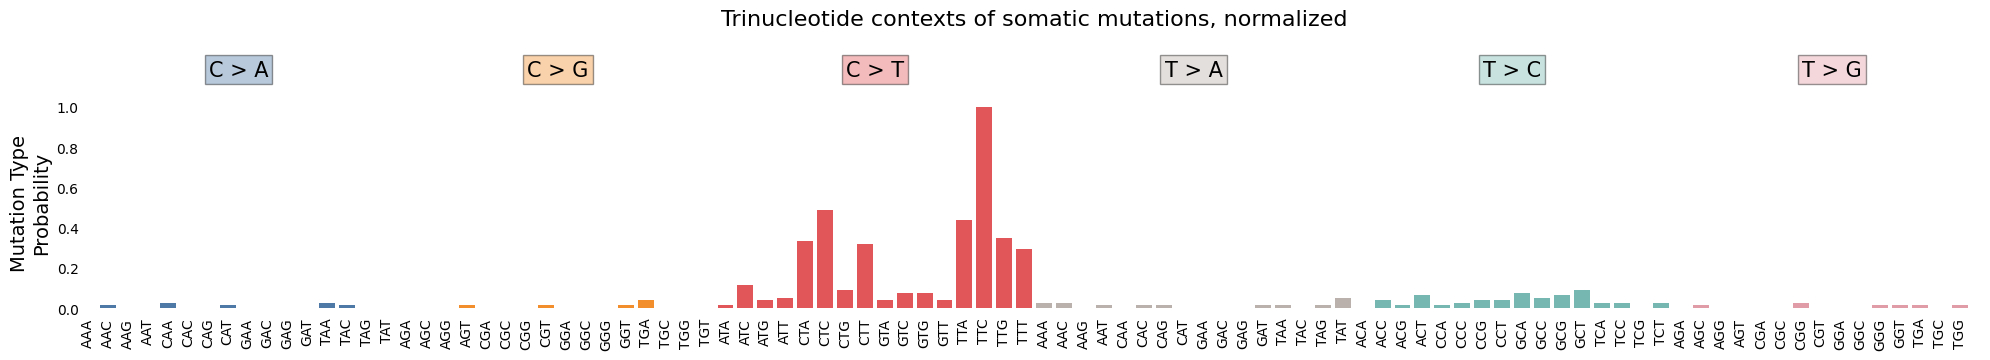 Trinucleotide contexts of somatic mutations, normalized
C > A
C > G
C > T
T > A
T > C
T > G
Mutation Type
Probability
1.0
0.8
0.6
0.4
0.2
0.0
AAA AAC AAG AAT CAA CAC CAG CAT GAA GAC GAG GAT TAA TAC TAG TAT AGA AGC AGG AGT CGA CGC CGG CGT GGA GGC GGG GGT TGA TGC TGG TGT ATA ATC ATG ATT CTA CTC CTG CTT GTA GTC GTG GTT TTA TTC TTG TTT AAA AAC AAG AAT CAA CAC CAG CAT GAA GAC GAG GAT TAA TAC TAG TAT ACA ACC ACG ACT CCA CCC CCG CCT GCA GCC GCG GCT TCA TCC TCG TCT AGA AGC AGG AGT CGA CGC CGG CGT GGA GGC GGG GGT TGA TGC TGG